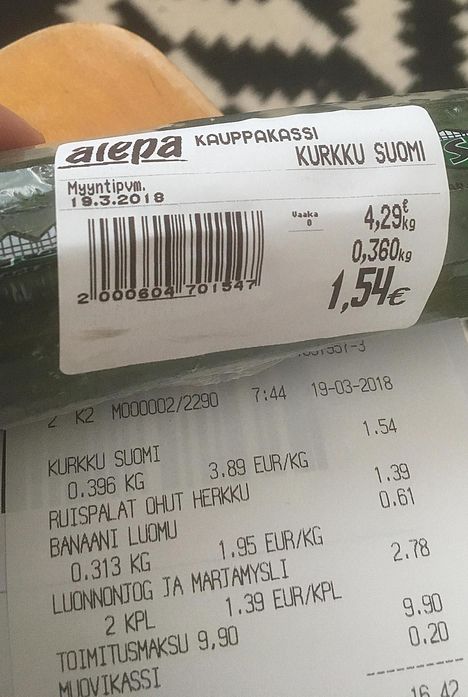 alepa KAUPPAKASSI
KURKKU SUOMI
Myyntipvm.
19.3.2018
Vaaka
0
4,29 €/kg
0,360kg
1,54€
2 000604 701547
2 K2 M000002/2290 7:44 19-03-2018
KURKKU SUOMI 1.54
0.396 KG 3.89 EUR/KG
RUISPALAT OHUT HERKKU 1.39
BANAANI LUOMU 0.61
0.313 KG 1.95 EUR/KG
LUONNONJOG JA MARJAMYSLI 2.78
2 KPL 1.39 EUR/KPL
TOIMITUSMAKSU 9,90 9.90
MUOVIKASSI 0.20
16.42